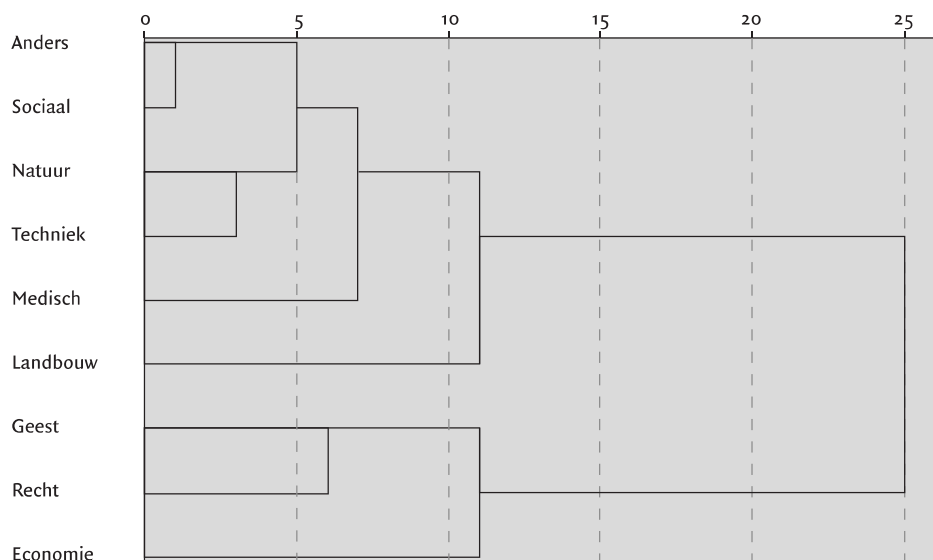 0 5 10 15 20 25
Anders
Sociaal
Natuur
Techniek
Medisch
Landbouw
Geest
Recht
Economie